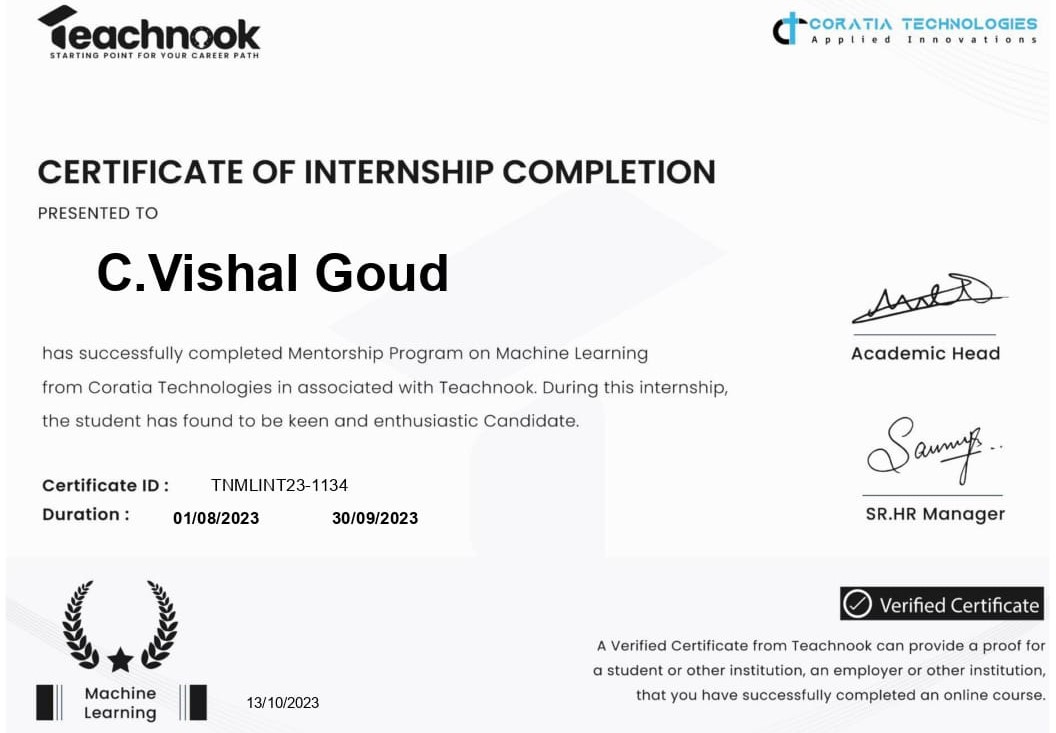 Teachnook
STARTING POINT FOR YOUR CAREER PATH
CORATIA TECHNOLOGIES
Applied Innovations
CERTIFICATE OF INTERNSHIP COMPLETION
PRESENTED TO
C.Vishal Goud
has successfully completed Mentorship Program on Machine Learning
from Coratia Technologies in associated with Teachnook. During this internship,
the student has found to be keen and enthusiastic Candidate.
Academic Head
Certificate ID : TNMLINT23-1134
Duration : 01/08/2023 30/09/2023
SR.HR Manager
Verified Certificate
A Verified Certificate from Teachnook can provide a proof for
a student or other institution, an employer or other institution,
that you have successfully completed an online course.
Machine
Learning
13/10/2023